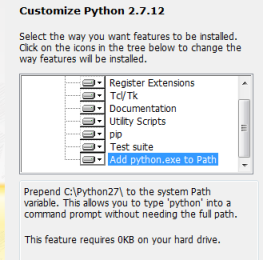 Customize Python 2.7.12
Select the way you want features to be installed.
Click on the icons in the tree below to change the
way features will be installed.
Register Extensions
Tcl/Tk
Documentation
Utility Scripts
pip
Test suite
Add python.exe to Path
Prepend C:\Python27\ to the system Path
variable. This allows you to type 'python' into a
command prompt without needing the full path.
This feature requires 0KB on your hard drive.